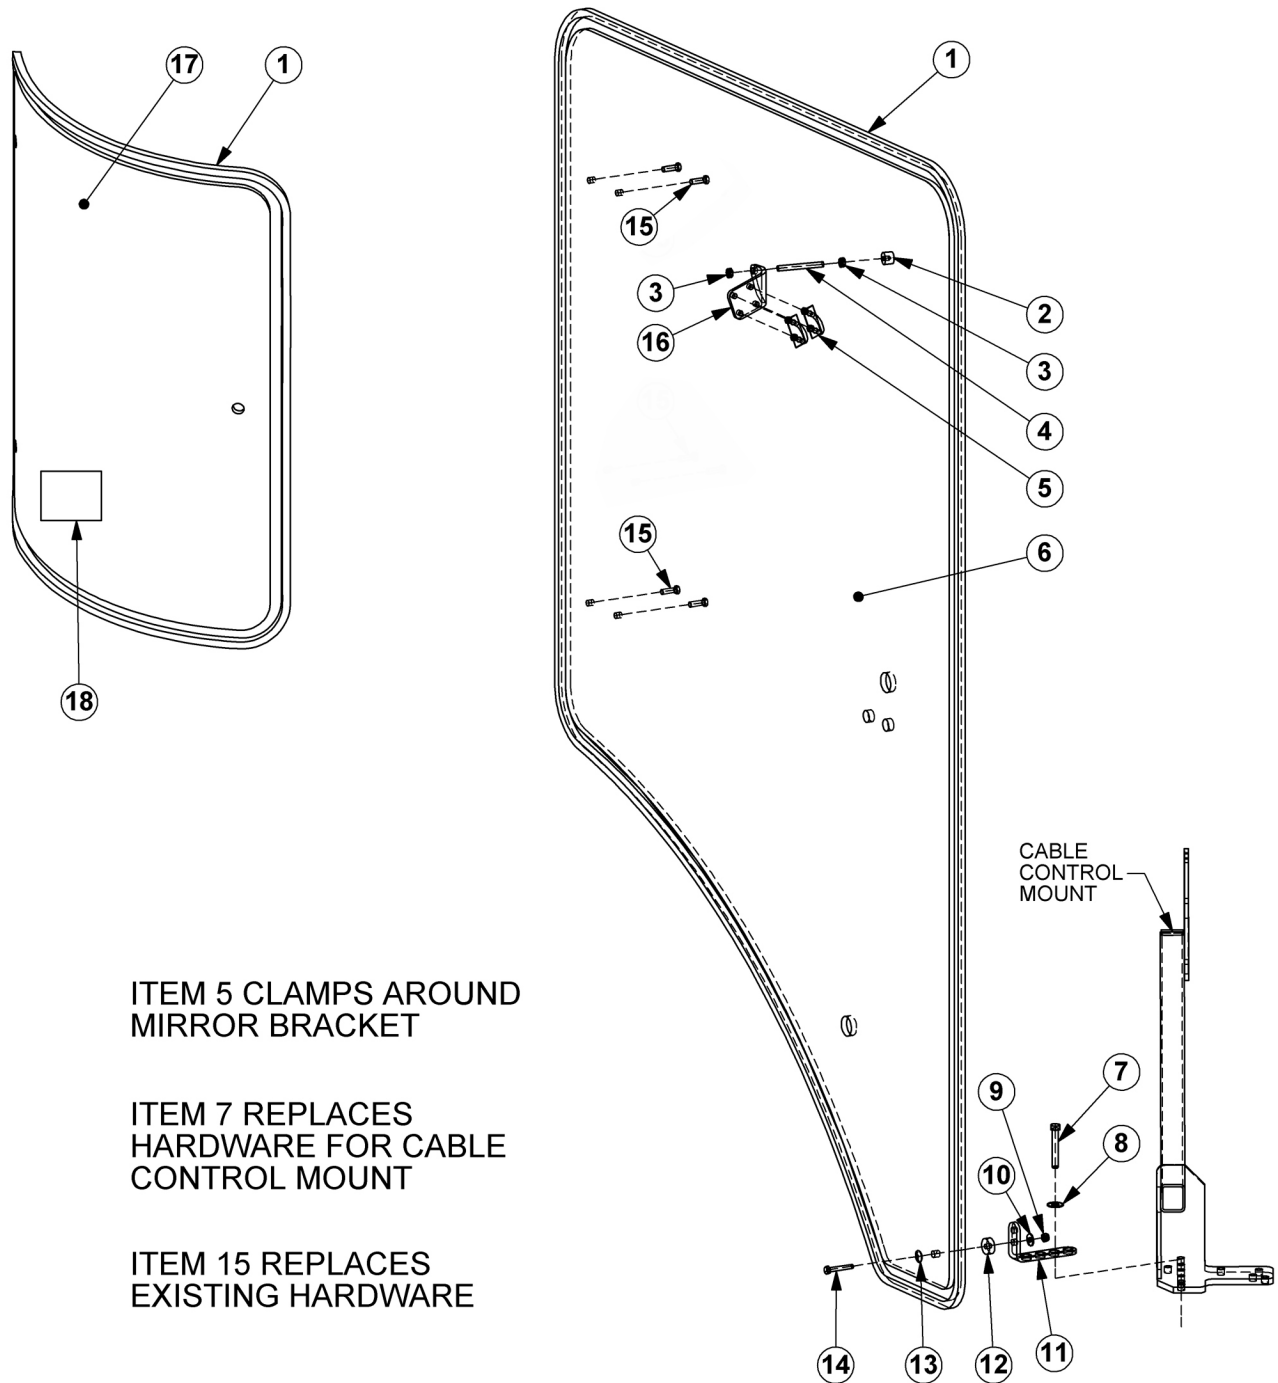 17
1
1
15
3
2
16
3
4
5
15
6
18
CABLE
CONTROL
MOUNT
ITEM 5 CLAMPS AROUND
MIRROR BRACKET
9
7
ITEM 7 REPLACES
HARDWARE FOR CABLE
CONTROL MOUNT
8
10
ITEM 15 REPLACES
EXISTING HARDWARE
14
13
12
11